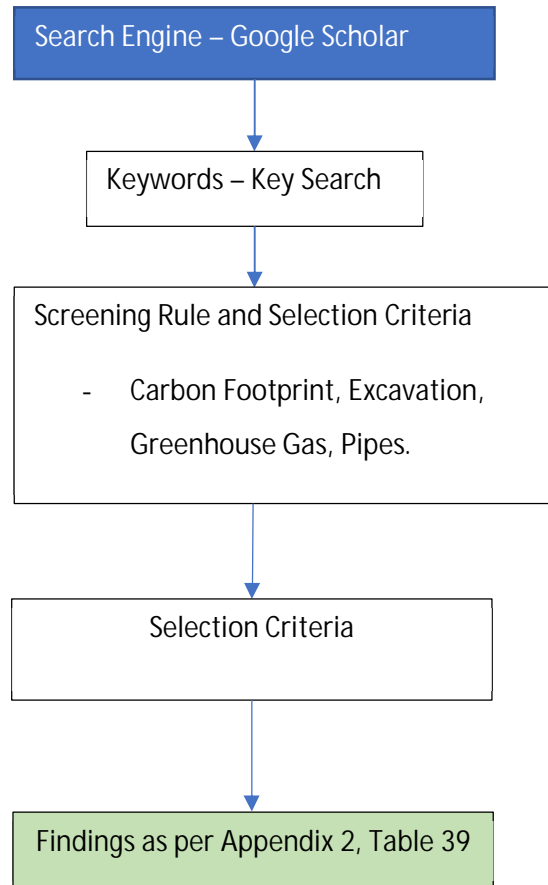 Search Engine – Google Scholar
Keywords – Key Search
Screening Rule and Selection Criteria
- Carbon Footprint, Excavation,
Greenhouse Gas, Pipes.
Selection Criteria
Findings as per Appendix 2, Table 39